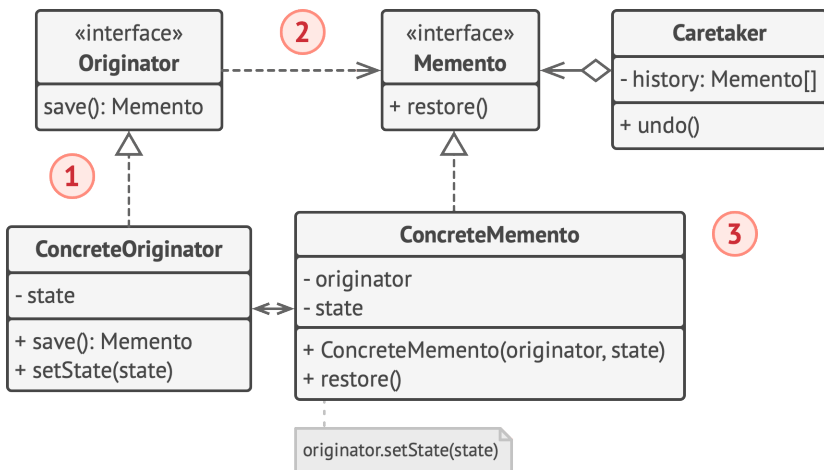 «interface»
Originator
save(): Memento
2
«interface»
Memento
+ restore()
Caretaker
- history: Memento[]
+ undo()
1
ConcreteOriginator
- state
+ save(): Memento
+ setState(state)
ConcreteMemento
- originator
- state
+ ConcreteMemento(originator, state)
+ restore()
3
originator.setState(state)